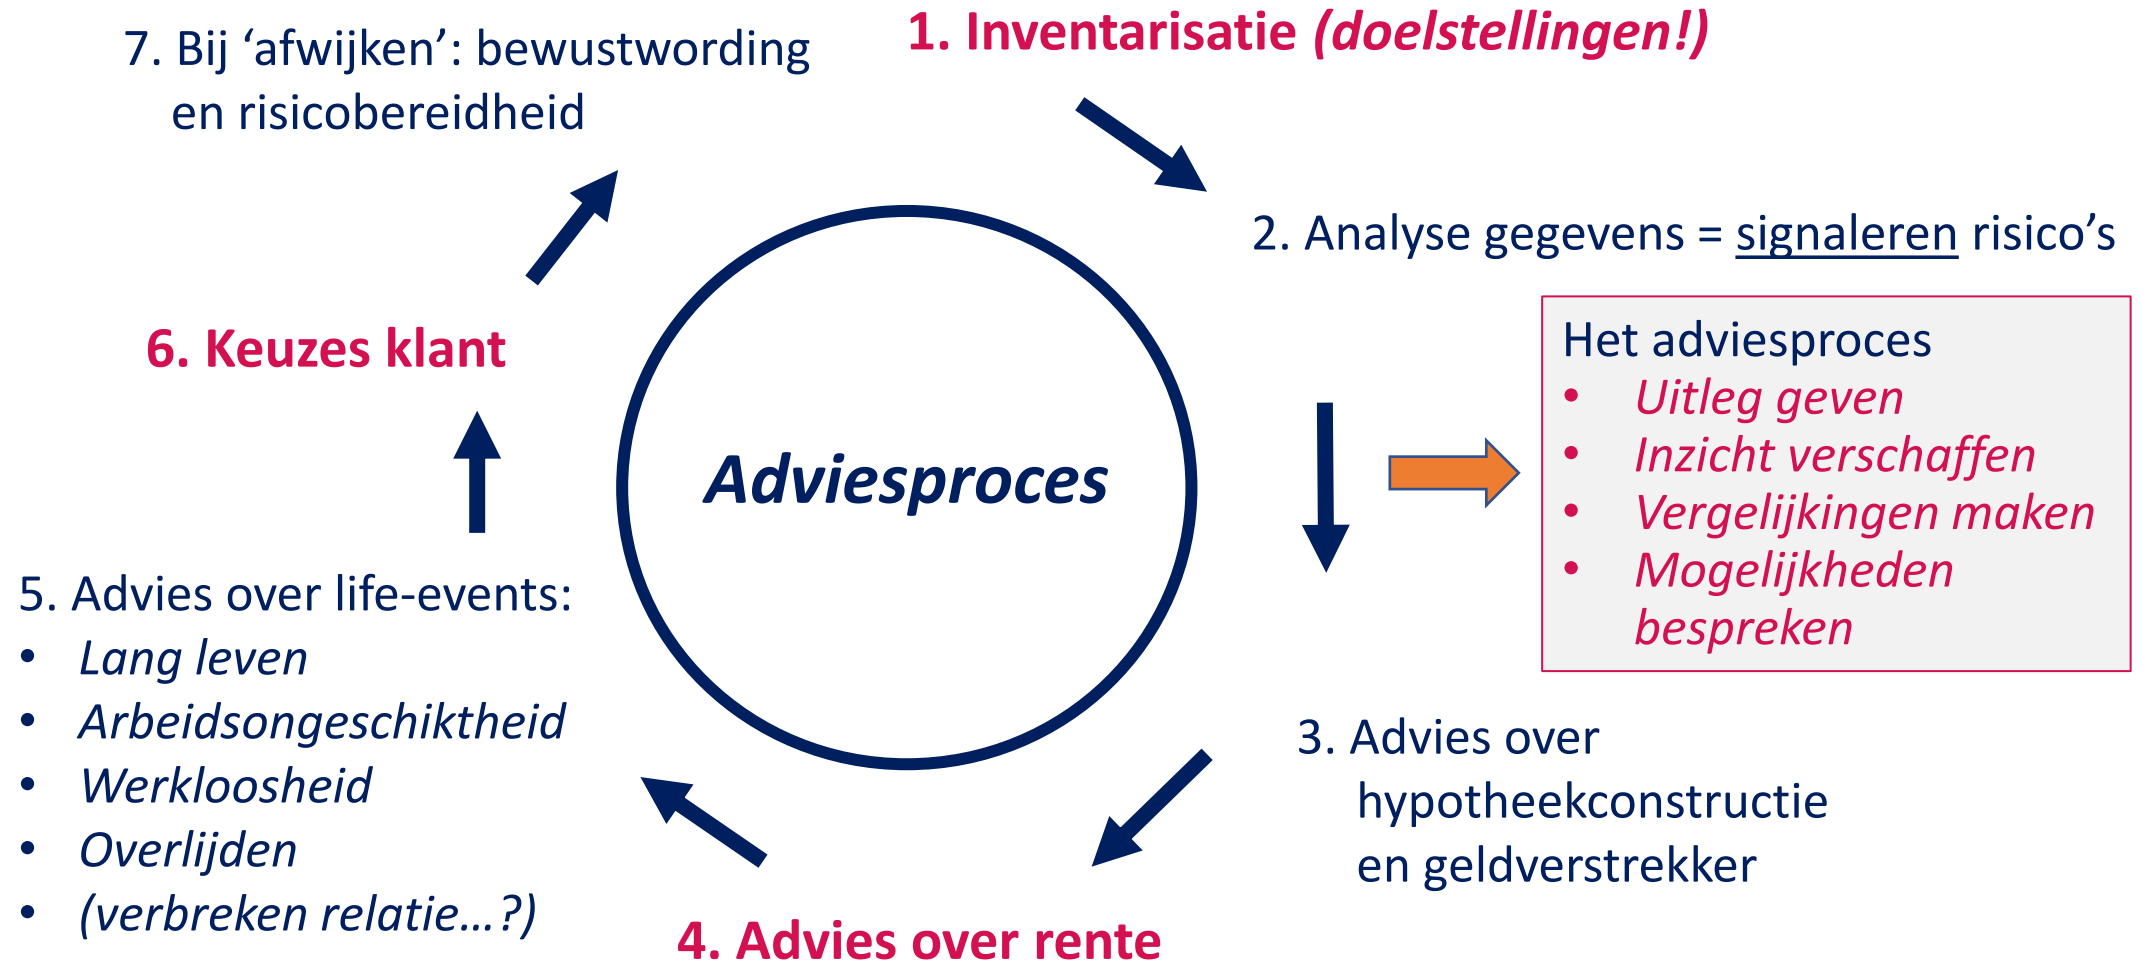 1. Inventarisatie (doelstellingen!)
2. Analyse gegevens = signaleren risico’s
Het adviesproces
• Uitleg geven
• Inzicht verschaffen
• Vergelijkingen maken
• Mogelijkheden
bespreken
3. Advies over
hypotheekconstructie
en geldverstrekker
4. Advies over rente
5. Advies over life-events:
• Lang leven
• Arbeidsongeschiktheid
• Werkloosheid
• Overlijden
• (verbreken relatie…?)
6. Keuzes klant
7. Bij ‘afwijken’: bewustwording
en risicobereidheid
Adviesproces